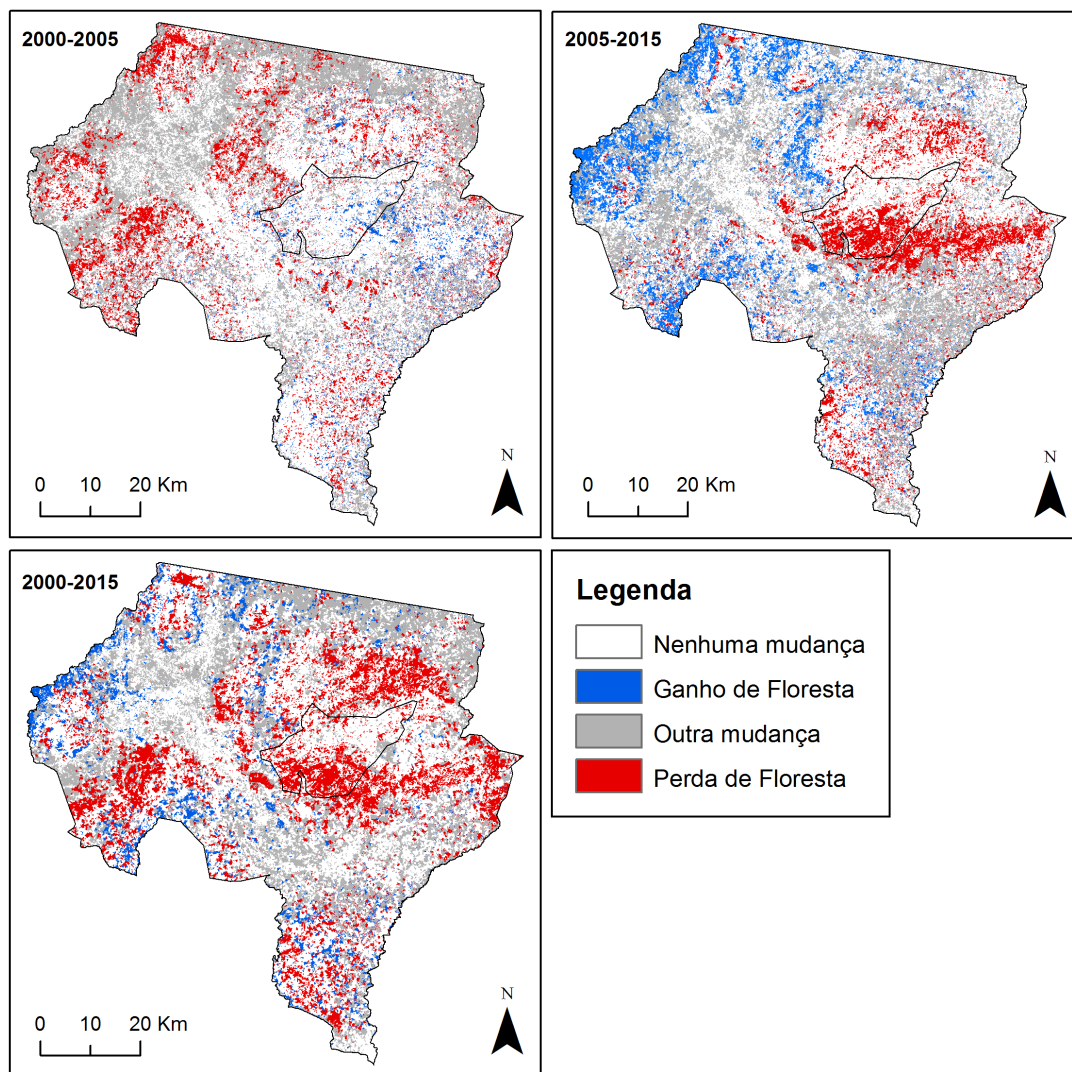 2000-2005
N
0 10 20 Km
2005-2015
N
0 10 20 Km
2000-2015
N
0 10 20 Km
Legenda
Nenhuma mudança
Ganho de Floresta
Outra mudança
Perda de Floresta